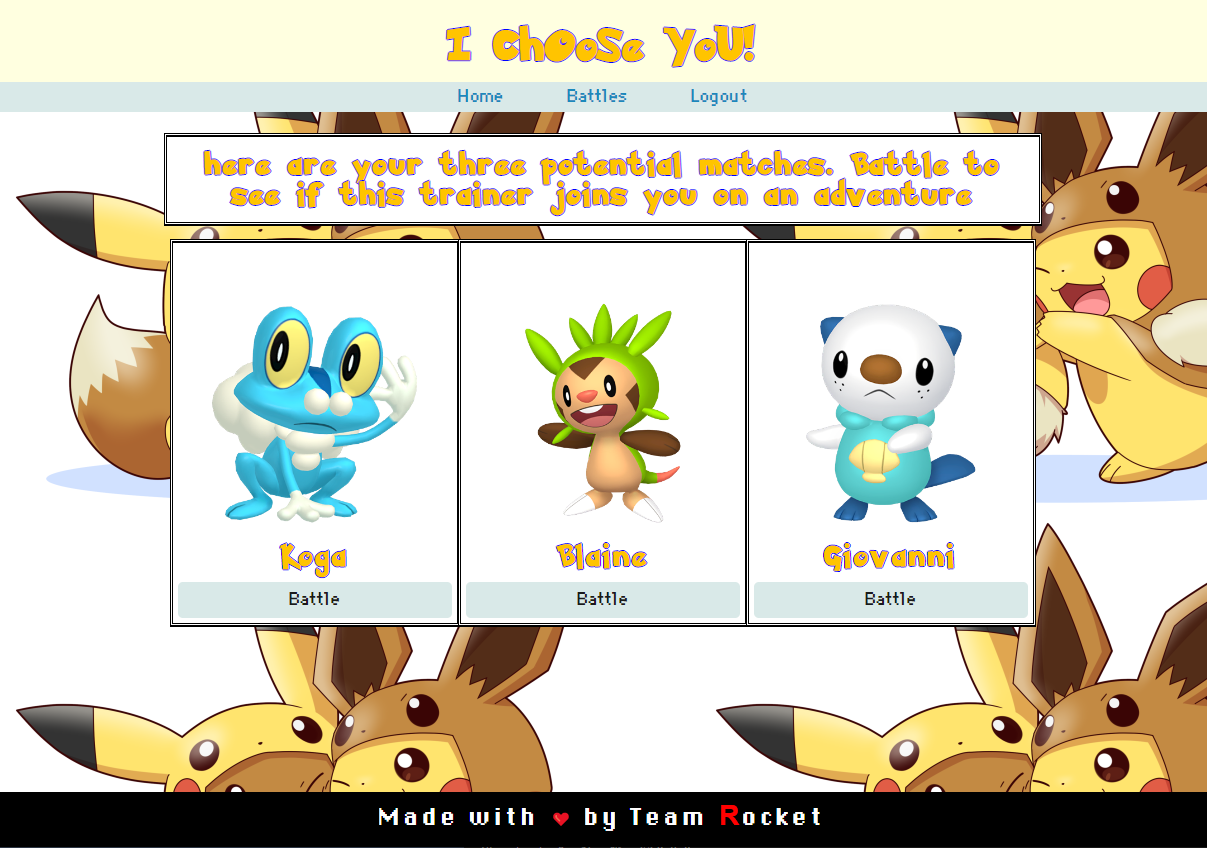 I ChOoSe YoU!
Home Battles Logout
here are your three potential matches. Battle to
see if this trainer joins you on an adventure
Koga Blaine Giovanni
Battle Battle Battle
Made with ❤ by Team Rocket